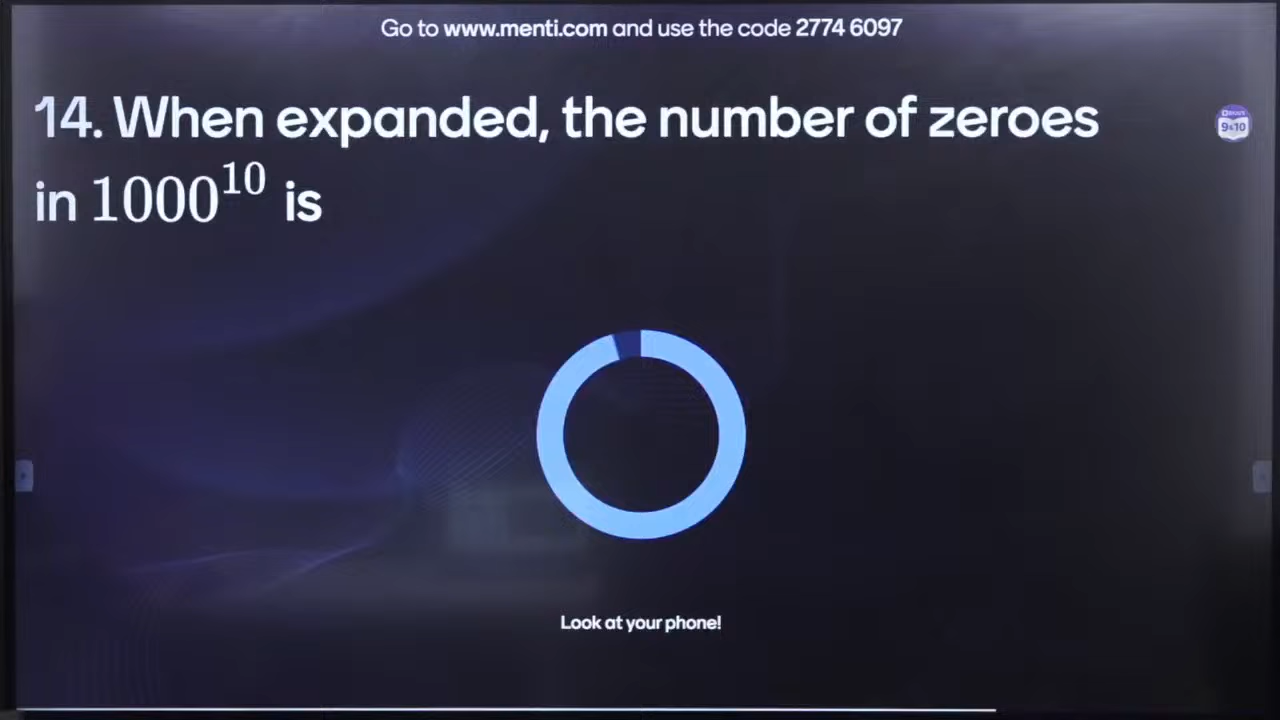 Go to www.menti.com and use the code 2774 6097
14. When expanded, the number of zeroes
in 1000^10 is
9&10
Look at your phone!